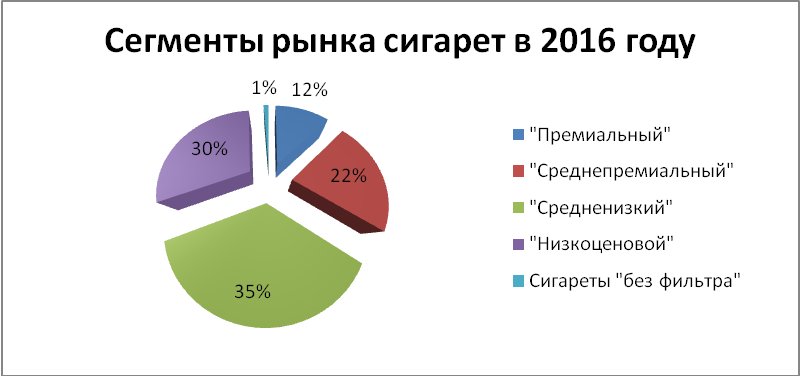 Сегменты рынка сигарет в 2016 году
1%
12%
30%
22%
35%
"Премиальный"
"Среднепремиальный"
"Средненизкий"
"Низкоценовой"
Сигареты "без фильтра"